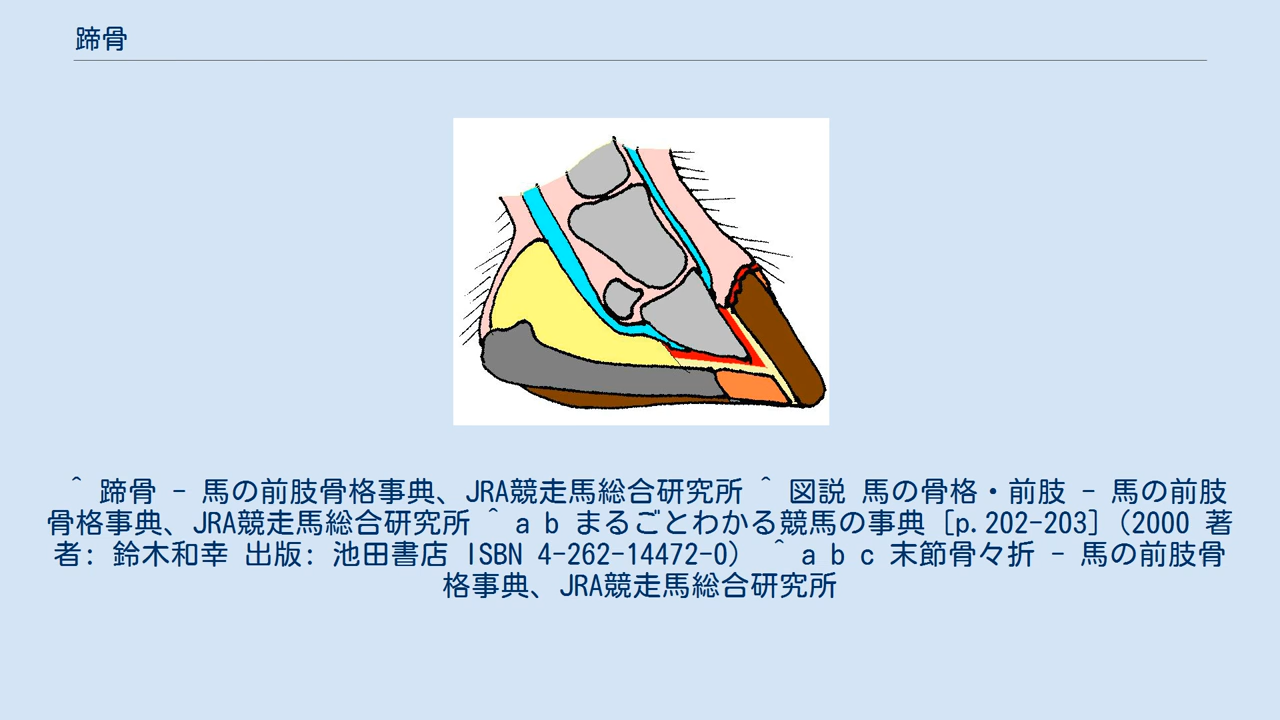 蹄骨
^ 蹄骨 - 馬の前肢骨格事典、JRA競走馬総合研究所 ^ 図説 馬の骨格・前肢 - 馬の前肢
骨格事典、JRA競走馬総合研究所 ^ a b まるごとわかる競馬の事典 [p.202-203] (2000 著
者: 鈴木和幸 出版: 池田書店 ISBN 4-262-14472-0) ^ a b c 末節骨々折 - 馬の前肢骨
格事典、JRA競走馬総合研究所